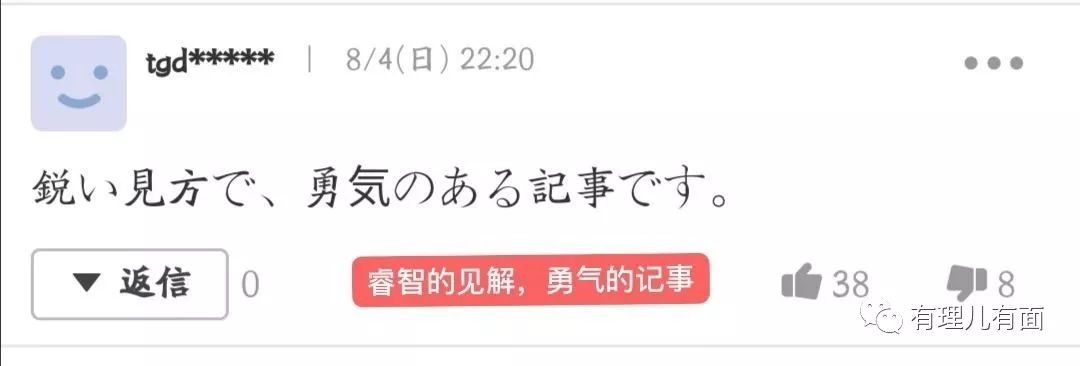 tgd***** | 8/4(日) 22:20
鋭い見方で、勇気のある記事です。
▼ 返信 0 睿智的见解，勇气的记事 38 8
有理儿有面